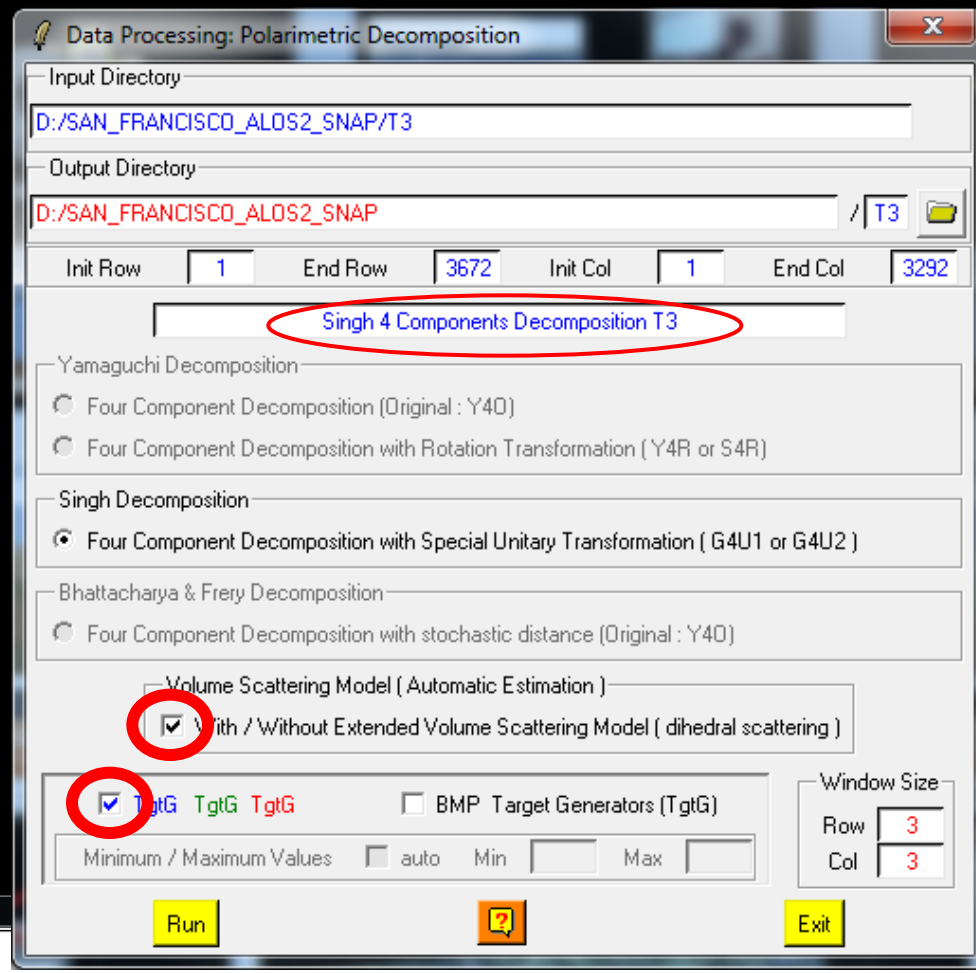 Data Processing: Polarimetric Decomposition
x
Input Directory
D:/SAN_FRANCISCO_ALOS2_SNAP/T3
Output Directory
D:/SAN_FRANCISCO_ALOS2_SNAP / T3
Init Row 1 End Row 3672 Init Col 1 End Col 3292
Singh 4 Components Decomposition T3
Yamaguchi Decomposition
Four Component Decomposition (Original : Y4O)
Four Component Decomposition with Rotation Transformation ( Y4R or S4R)
Singh Decomposition
Four Component Decomposition with Special Unitary Transformation ( G4U1 or G4U2 )
Bhattacharya & Frery Decomposition
Four Component Decomposition with stochastic distance (Original : Y4O)
Volume Scattering Model ( Automatic Estimation )
With / Without Extended Volume Scattering Model ( dihedral scattering )
TgtG TgtG TgtG BMP Target Generators (TgtG)
Minimum / Maximum Values auto Min Max
Window Size
Row 3
Col 3
Run ? Exit